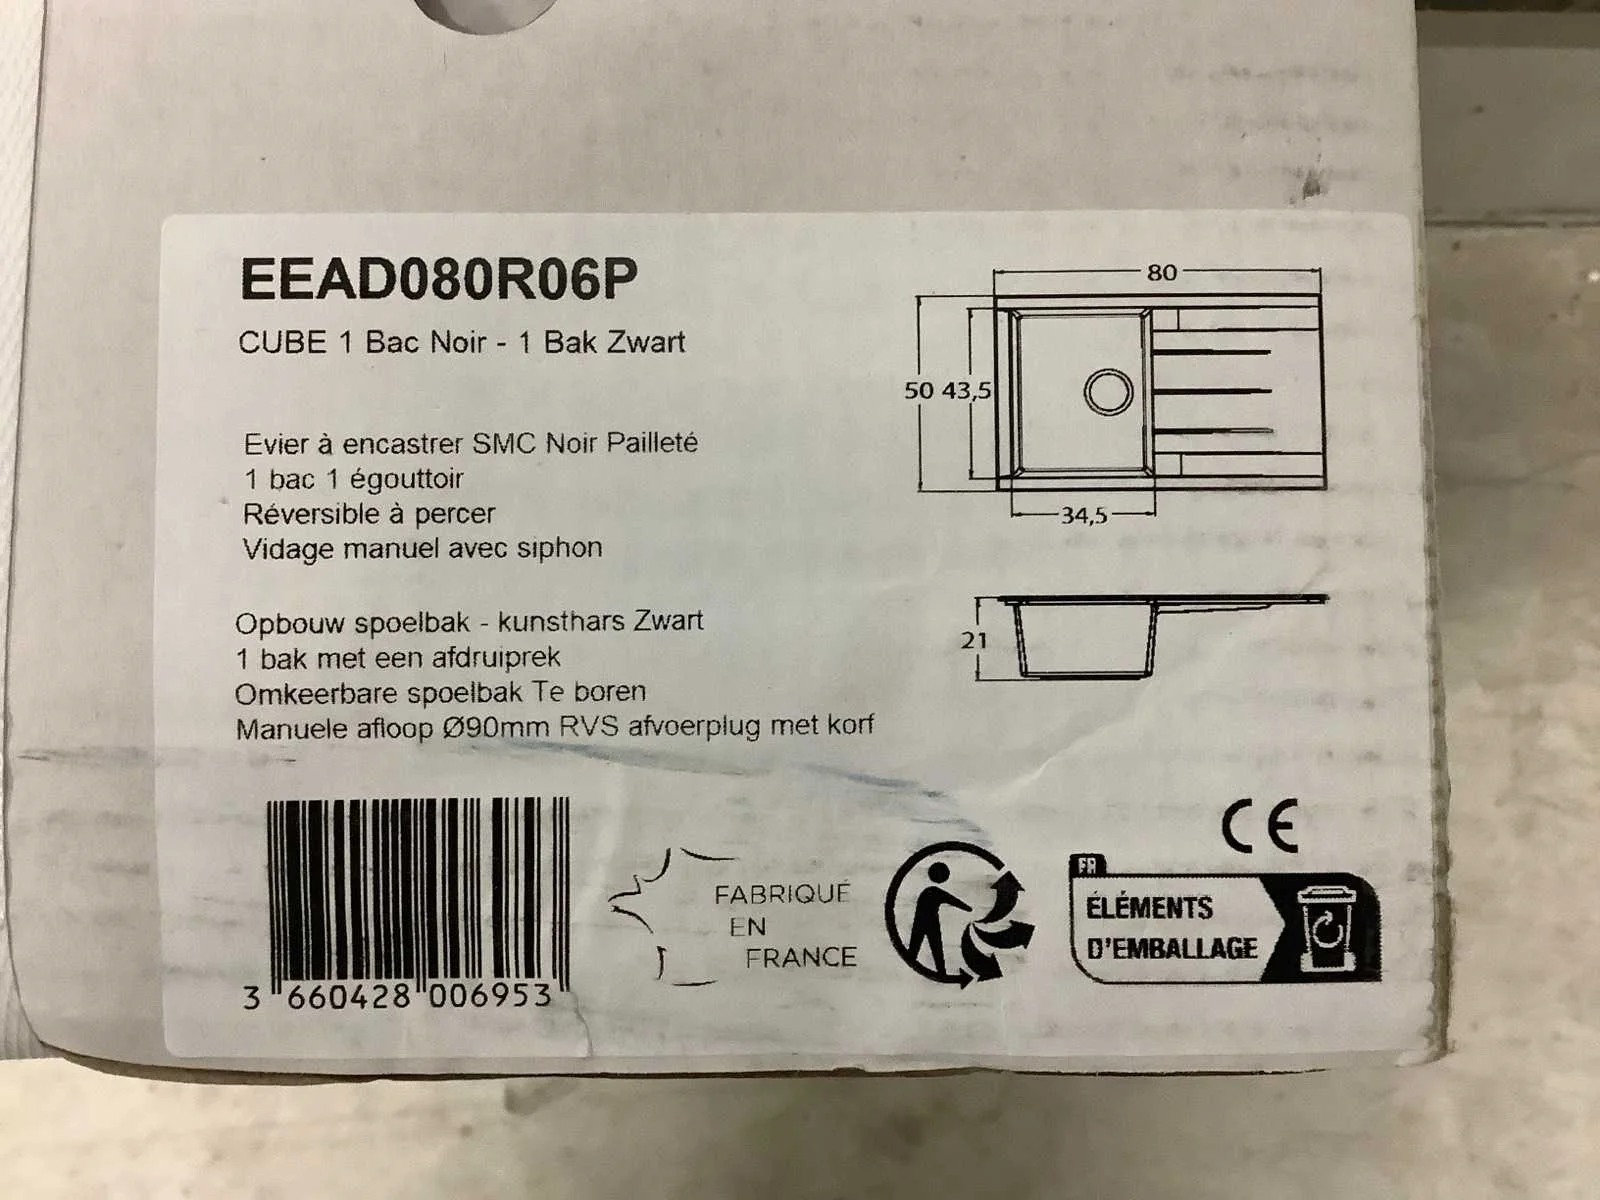 EEAD080R06P
CUBE 1 Bac Noir - 1 Bak Zwart
Evier à encastrer SMC Noir Pailleté
1 bac 1 égouttoir
Réversible à percer
Vidage manuel avec siphon
Opbouw spoelbak - kunsthars Zwart
1 bak met een afdruiprek
Omkeerbare spoelbak Te boren
Manuele afloop Ø90mm RVS afvoerplug met korf
80
50 43,5
34,5
21
3 660428 006953
FABRIQUÉ
EN
FRANCE
CE
FR
ÉLÉMENTS
D'EMBALLAGE